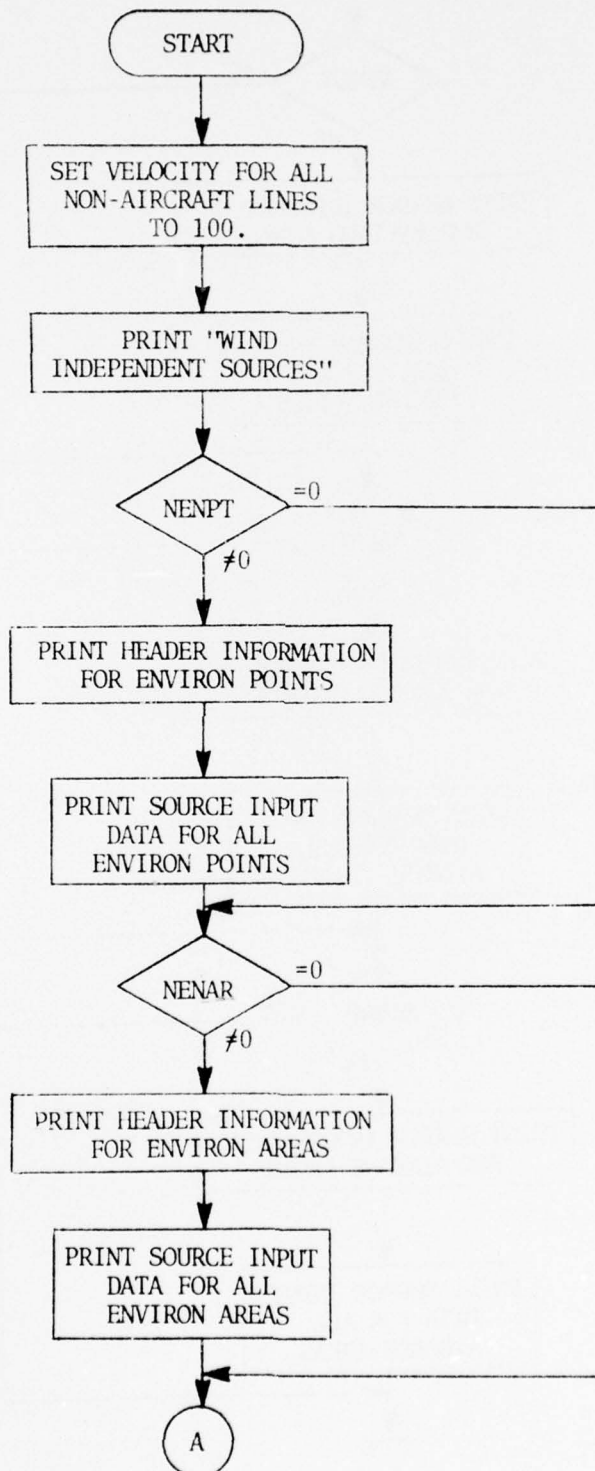 START
SET VELOCITY FOR ALL
NON-AIRCRAFT LINES
TO 100.
PRINT "WIND
INDEPENDENT SOURCES"
NENPT
=0
≠0
PRINT HEADER INFORMATION
FOR ENVIRON POINTS
PRINT SOURCE INPUT
DATA FOR ALL
ENVIRON POINTS
NENAR
=0
≠0
PRINT HEADER INFORMATION
FOR ENVIRON AREAS
PRINT SOURCE INPUT
DATA FOR ALL
ENVIRON AREAS
A